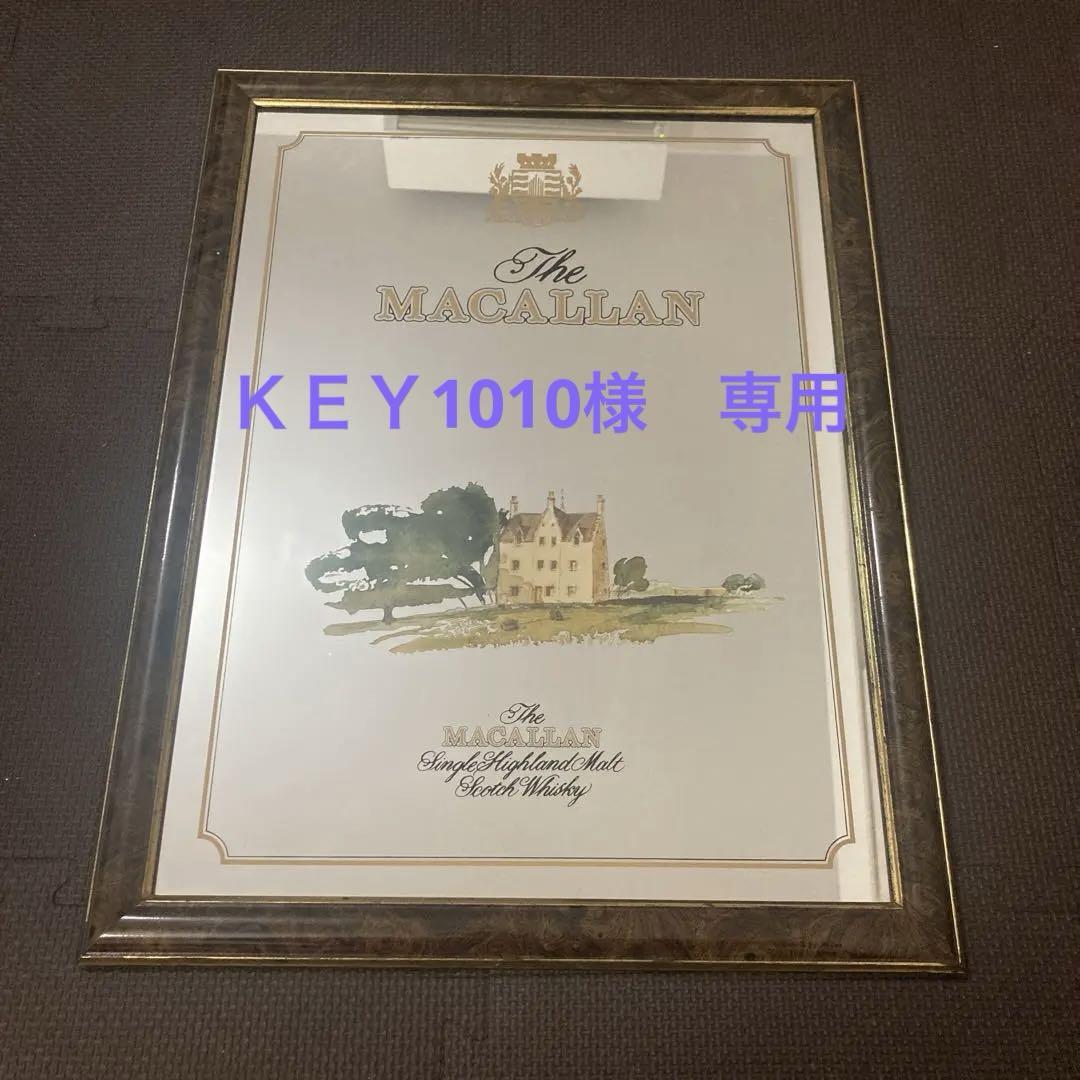 The
MACALLAN
ＫＥＹ1010様　専用
The
MACALLAN
Single Highland Malt
Scotch Whisky